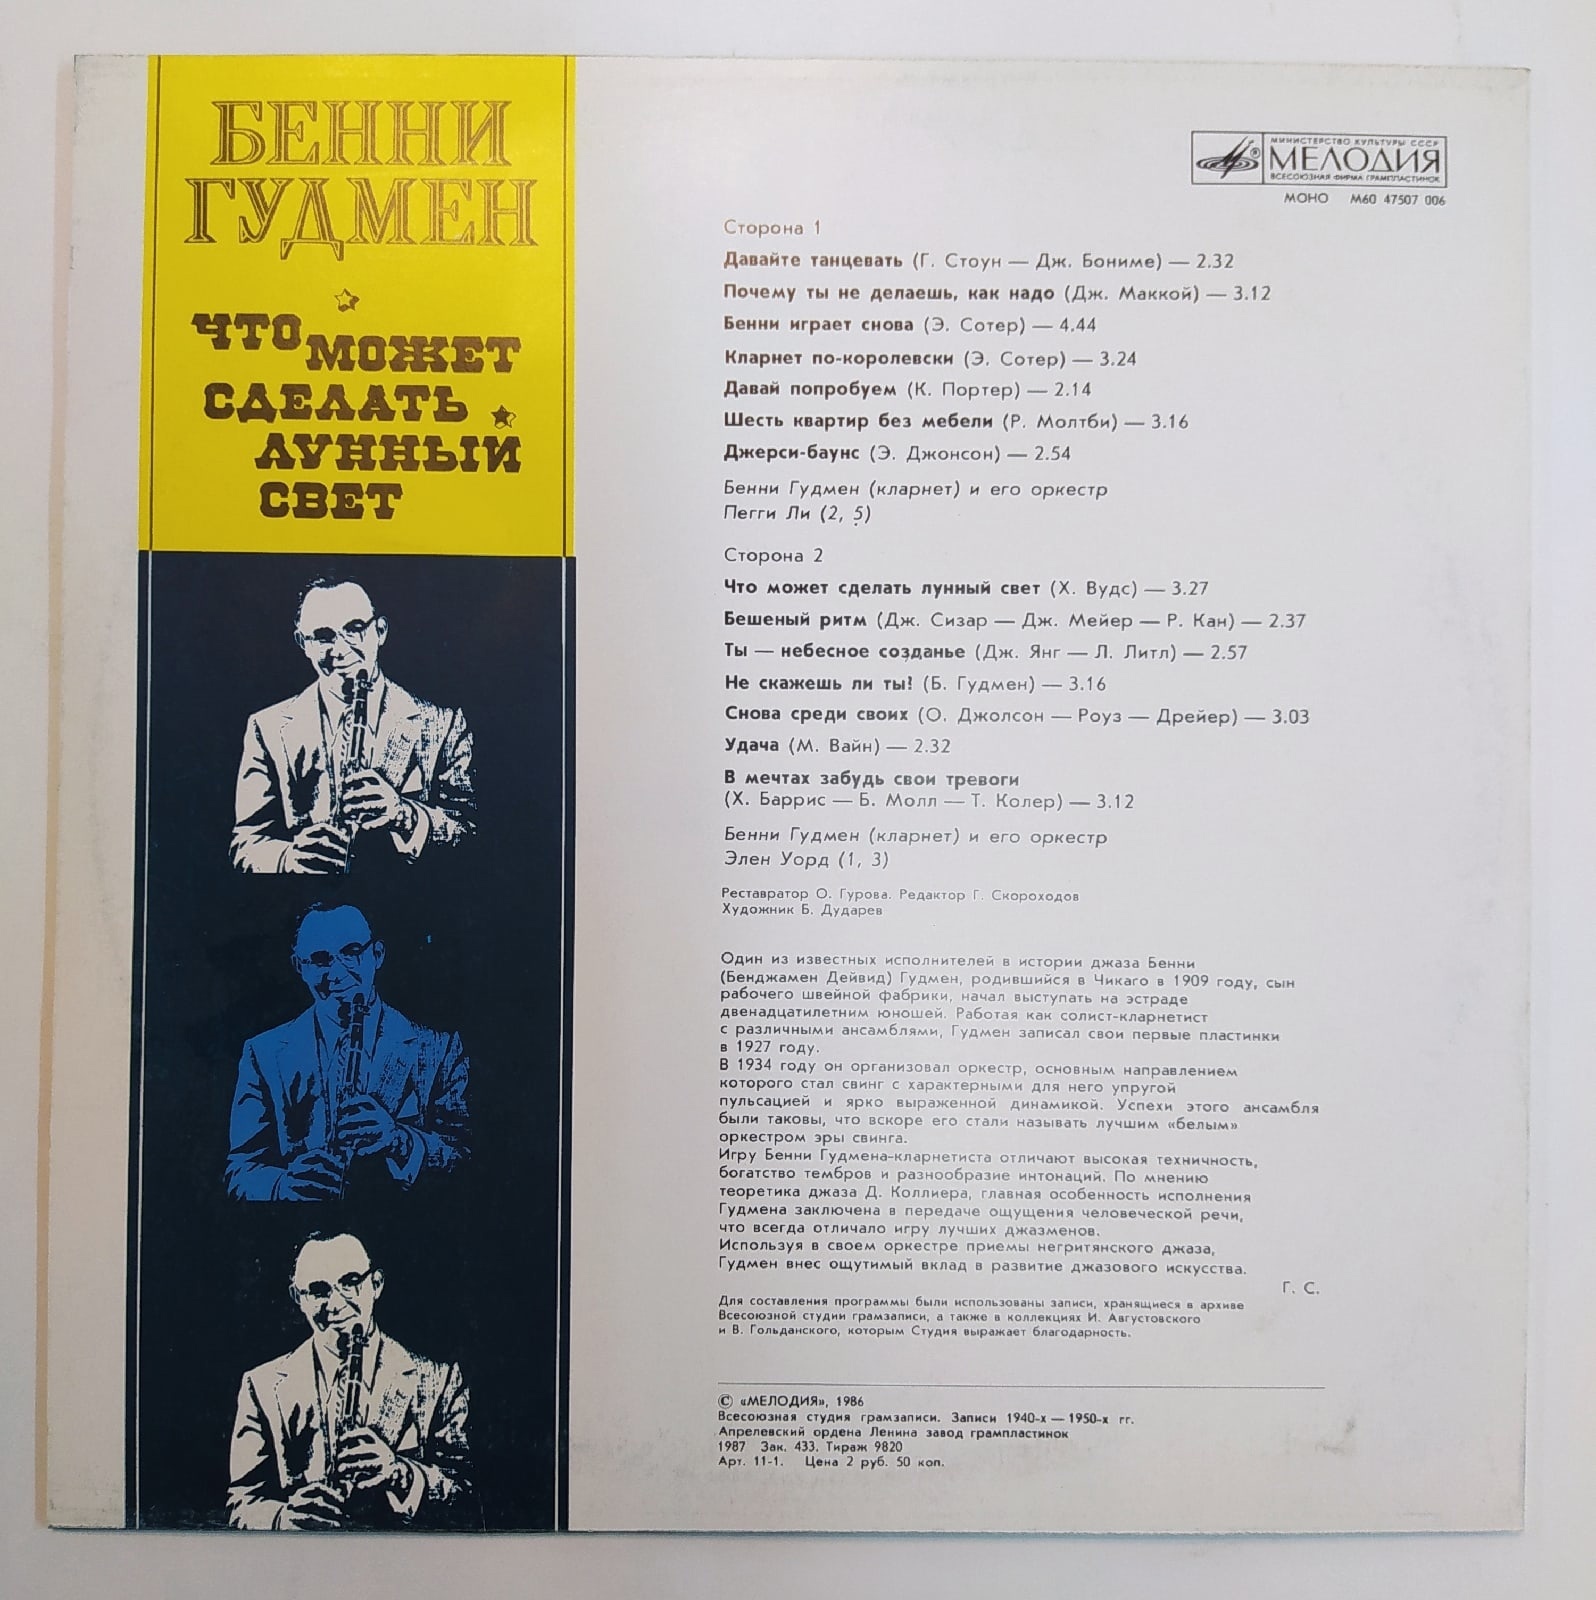 БЕННИ
ГУДМЕН
ЧТО МОЖЕТ
СДЕЛАТЬ
ЛУННЫЙ
СВЕТ
МИНИСТЕРСТВО КУЛЬТУРЫ СССР
МЕЛОДИЯ
ВСЕСОЮЗНАЯ ФИРМА ГРАМПЛАСТИНОК
МОНО М60 47507 006
Сторона 1
Давайте танцевать (Г. Стоун — Дж. Бониме) — 2.32
Почему ты не делаешь, как надо (Дж. Маккой) — 3.12
Бенни играет снова (Э. Сотер) — 4.44
Кларнет по-королевски (Э. Сотер) — 3.24
Давай попробуем (К. Портер) — 2.14
Шесть квартир без мебели (Р. Молтби) — 3.16
Джерси-баунс (Э. Джонсон) — 2.54
Бенни Гудмен (кларнет) и его оркестр
Пегги Ли (2, 5)
Сторона 2
Что может сделать лунный свет (Х. Вудс) — 3.27
Бешеный ритм (Дж. Сизар — Дж. Мейер — Р. Кан) — 2.37
Ты — небесное созданье (Дж. Янг — Л. Литл) — 2.57
Не скажешь ли ты! (Б. Гудмен) — 3.16
Снова среди своих (О. Джолсон — Роуз — Дрейер) — 3.03
Удача (М. Вайн) — 2.32
В мечтах забудь свои тревоги
(Х. Баррис — Б. Молл — Т. Колер) — 3.12
Бенни Гудмен (кларнет) и его оркестр
Элен Уорд (1, 3)
Реставратор О. Гурова. Редактор Г. Скороходов
Художник Б. Дударев
Один из известных исполнителей в истории джаза Бенни
(Бенджамен Дейвид) Гудмен, родившийся в Чикаго в 1909 году, сын
рабочего швейной фабрики, начал выступать на эстраде
двенадцатилетним юношей. Работая как солист-кларнетист
с различными ансамблями, Гудмен записал свои первые пластинки
в 1927 году.
В 1934 году он организовал оркестр, основным направлением
которого стал свинг с характерными для него упругой
пульсацией и ярко выраженной динамикой. Успехи этого ансамбля
были таковы, что вскоре его стали называть лучшим «белым»
оркестром эры свинга.
Игру Бенни Гудмена-кларнетиста отличают высокая техничность,
богатство тембров и разнообразие интонаций. По мнению
теоретика джаза Д. Коллиера, главная особенность исполнения
Гудмена заключена в передаче ощущения человеческой речи,
что всегда отличало игру лучших джазменов.
Используя в своем оркестре приемы негритянского джаза,
Гудмен внес ощутимый вклад в развитие джазового искусства.
Г. С.
Для составления программы были использованы записи, хранящиеся в архиве
Всесоюзной студии грамзаписи, а также в коллекциях И. Августовского
и В. Гольданского, которым Студия выражает благодарность.
© «МЕЛОДИЯ», 1986
Всесоюзная студия грамзаписи. Записи 1940-х — 1950-х гг.
Апрелевский ордена Ленина завод грампластинок
1987 Зак. 433. Тираж 9820
Арт. 11-1. Цена 2 руб. 50 коп.